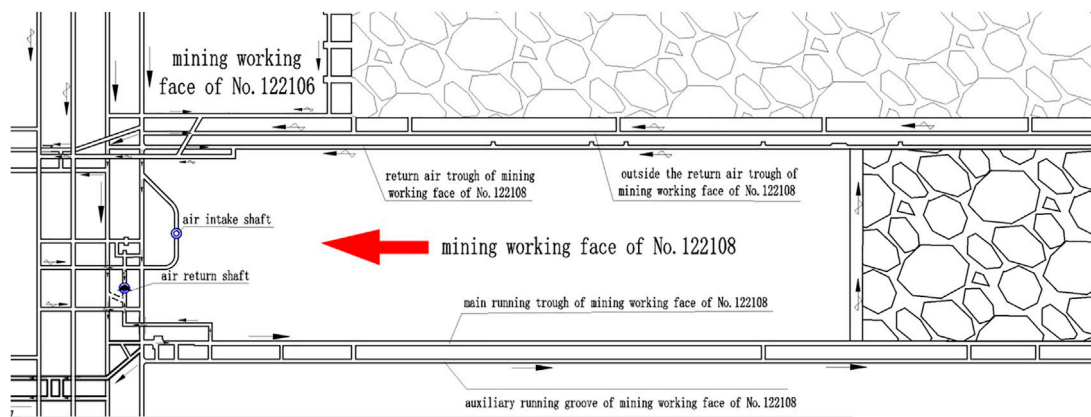 mining working
face of No.122106
return air trough of mining
working face of No.122108
outside the return air trough of
mining working face of No.122108
air intake shaft
mining working face of No.122108
air return shaft
main running trough of mining working face of No.122108
auxiliary running groove of mining working face of No.122108